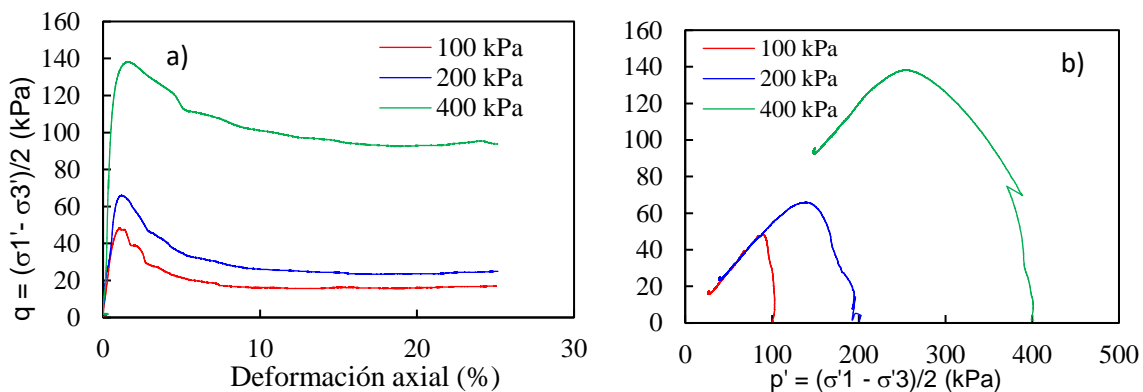 a)
100 kPa
200 kPa
400 kPa
q = (σ1'- σ3')/2 (kPa)
160
140
120
100
80
60
40
20
0
0
10
20
30
Deformación axial (%)
b)
100 kPa
200 kPa
400 kPa
160
140
120
100
80
60
40
20
0
0
100
200
300
400
500
p' = (σ'1 - σ'3)/2 (kPa)